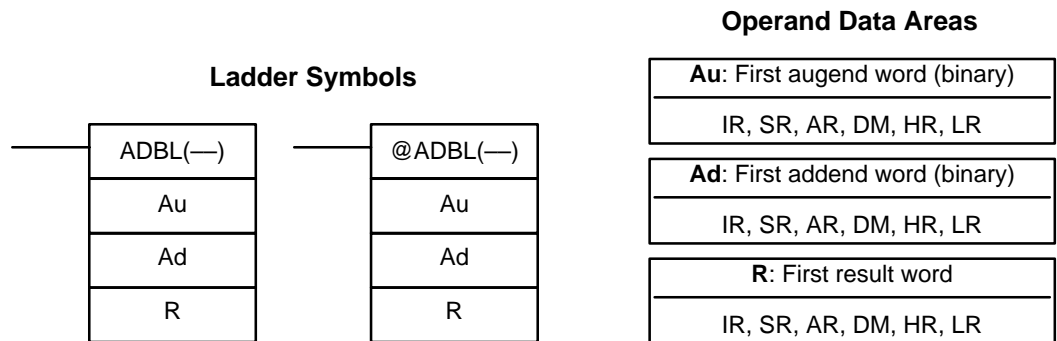 Ladder Symbols
ADBL(—)
Au
Ad
R
@ADBL(—)
Au
Ad
R
Operand Data Areas
Au: First augend word (binary)
IR, SR, AR, DM, HR, LR
Ad: First addend word (binary)
IR, SR, AR, DM, HR, LR
R: First result word
IR, SR, AR, DM, HR, LR